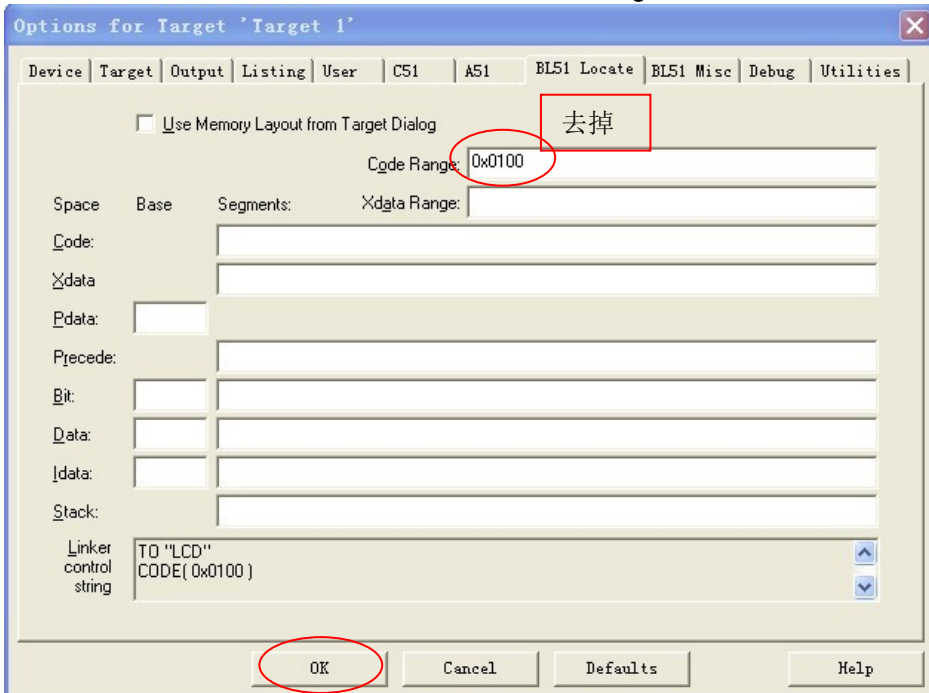 Options for Target 'Target 1'
Device Target Output Listing User C51 A51 BL51 Locate BL51 Misc Debug Utilities
Use Memory Layout from Target Dialog
去掉
Code Range: 0x0100
Space Base Segments: Xdata Range:
Code:
Xdata
Pdata:
Precede:
Bit:
Data:
Idata:
Stack:
Linker control string
TO "LCD"
CODE( 0x0100 )
OK Cancel Defaults Help